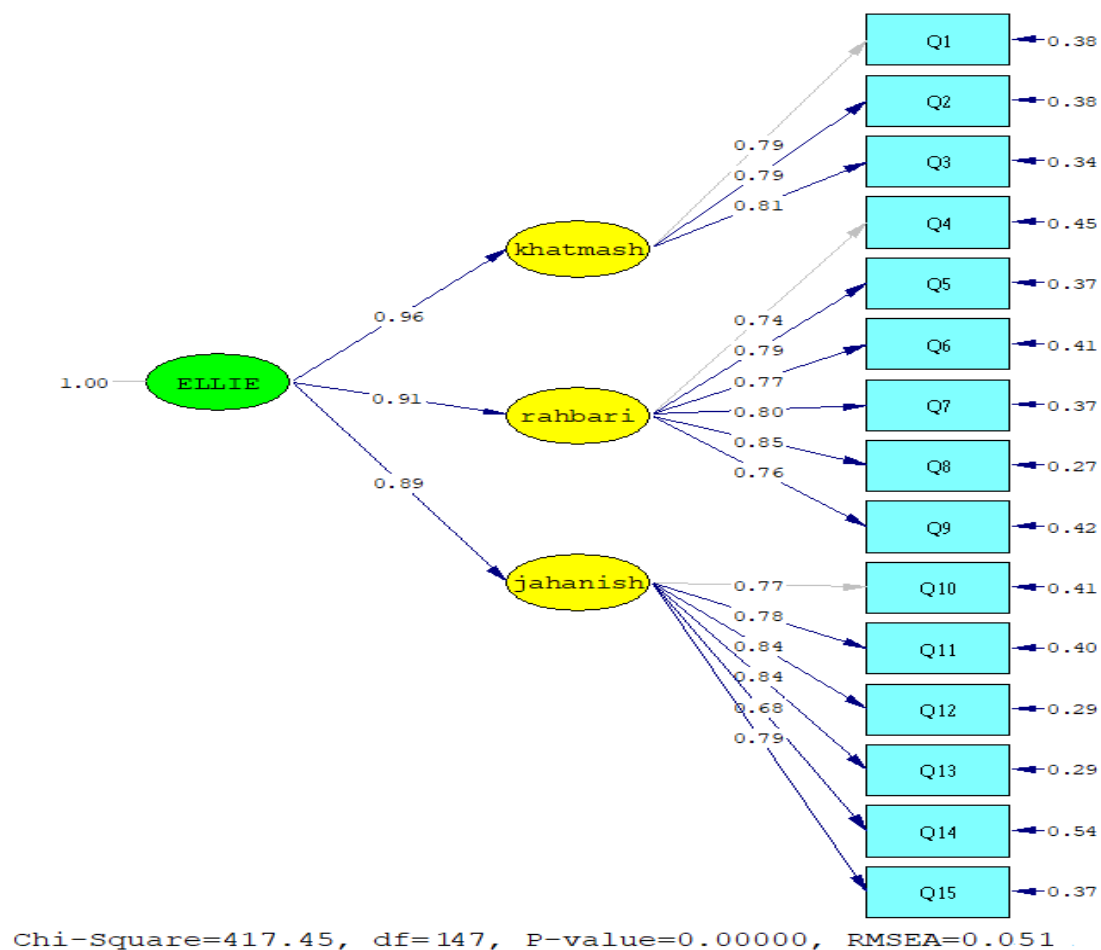 Q1
0.38
Q2
0.38
0.79
Q3
0.34
0.79
0.81
Q4
0.45
khatmash
Q5
0.37
0.96
0.74
Q6
0.41
0.79
1.00
ELLIE
0.77
0.91
rahbari
0.80
Q7
0.37
0.85
Q8
0.27
0.76
0.89
Q9
0.42
jahanish
0.77
Q10
0.41
0.78
Q11
0.40
0.84
0.84
Q12
0.29
0.68
0.79
Q13
0.29
Q14
0.54
Q15
0.37
Chi-Square=417.45, df=147, P-value=0.00000, RMSEA=0.051